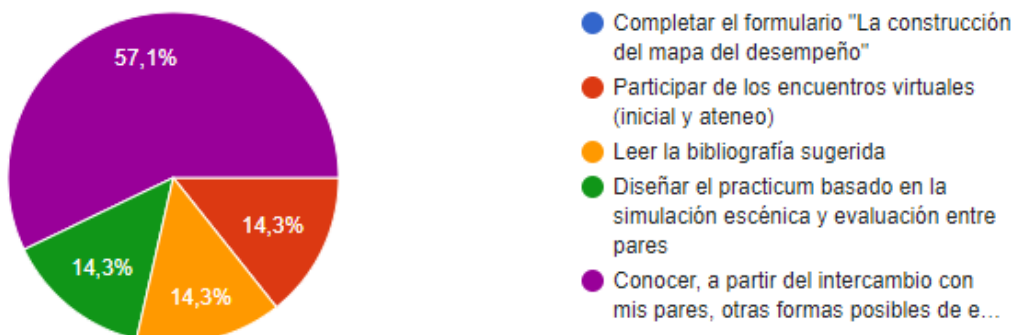 57,1%
14,3%
14,3%
14,3%
Completar el formulario "La construcción
del mapa del desempeño"
Participar de los encuentros virtuales
(inicial y ateneo)
Leer la bibliografía sugerida
Diseñar el practicum basado en la
simulación escénica y evaluación entre
pares
Conocer, a partir del intercambio con
mis pares, otras formas posibles de e...